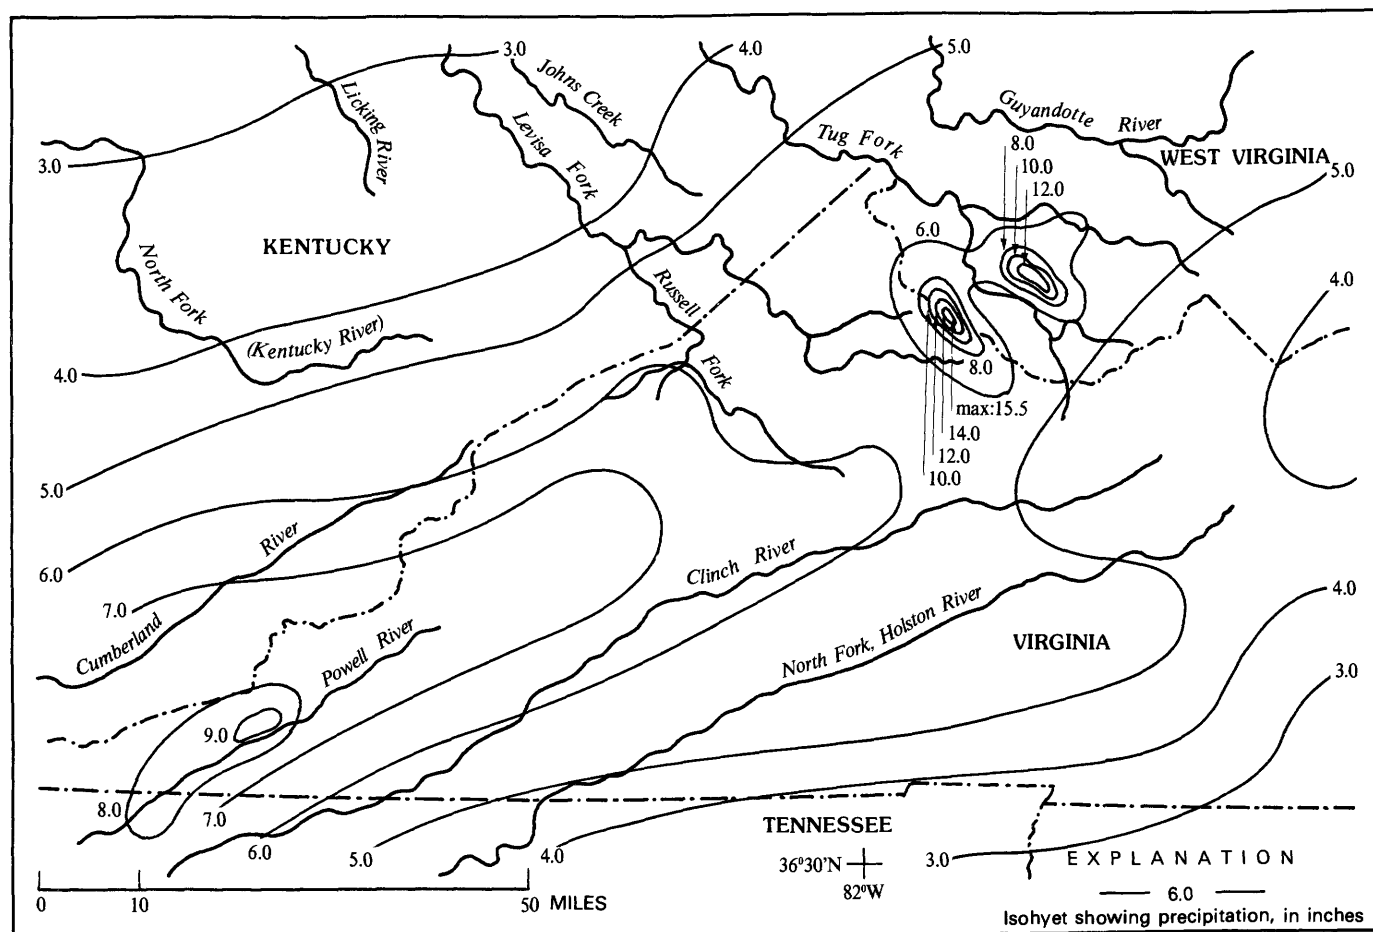 3.0
4.0
5.0
Licking River
Johns Creek
Levisa Fork
Tug Fork
Guyandotte River
8.0
10.0
12.0
WEST VIRGINIA
3.0
5.0
KENTUCKY
6.0
North Fork
(Kentucky River)
Russell
Fork
4.0
4.0
8.0
max:15.5
14.0
12.0
10.0
5.0
River
Clinch River
6.0
7.0
4.0
Cumberland
Powell River
North Fork, Holston River
VIRGINIA
3.0
9.0
8.0
7.0
6.0
5.0
4.0
TENNESSEE
36°30'N
82°W
3.0
EXPLANATION
6.0
Isohyet showing precipitation, in inches
0 10 50 MILES